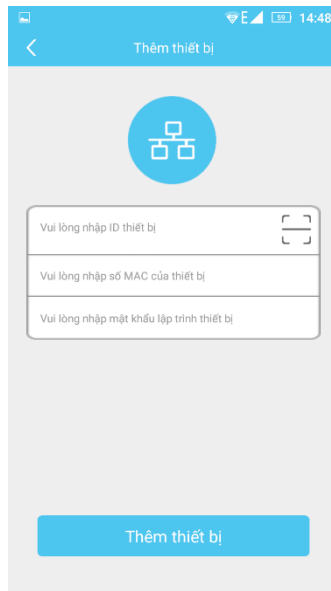 E 59 14:48
Thêm thiết bị
Vui lòng nhập ID thiết bị
Vui lòng nhập số MAC của thiết bị
Vui lòng nhập mật khẩu lập trình thiết bị
Thêm thiết bị